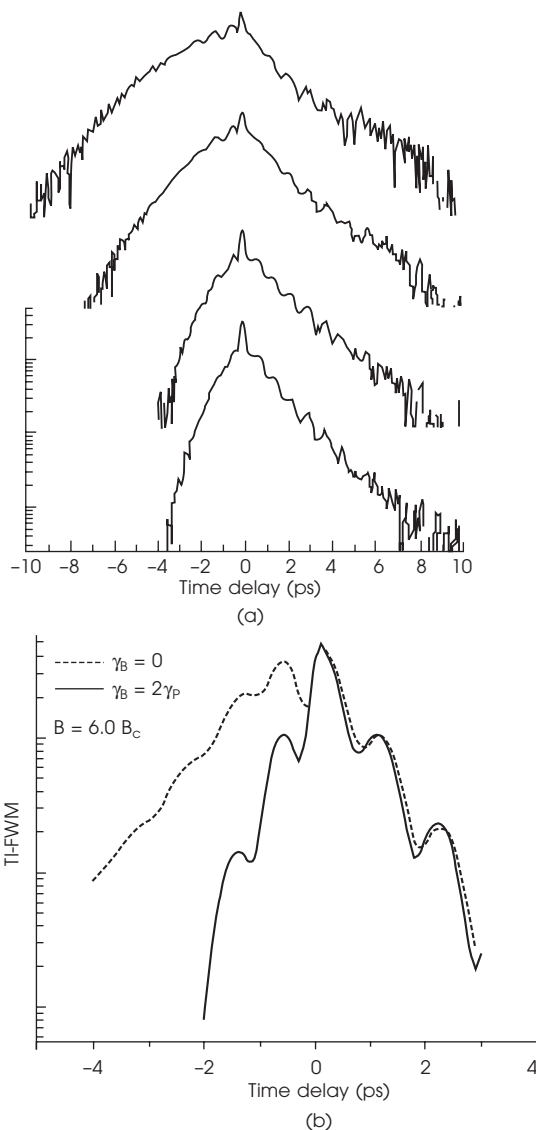 -10 -8 -6 -4 -2 0 2 4 6 8 10
Time delay (ps)
(a)
γB = 0
γB = 2γP
B = 6.0 Bc
TI-FWM
-4 -2 0 2 4
Time delay (ps)
(b)